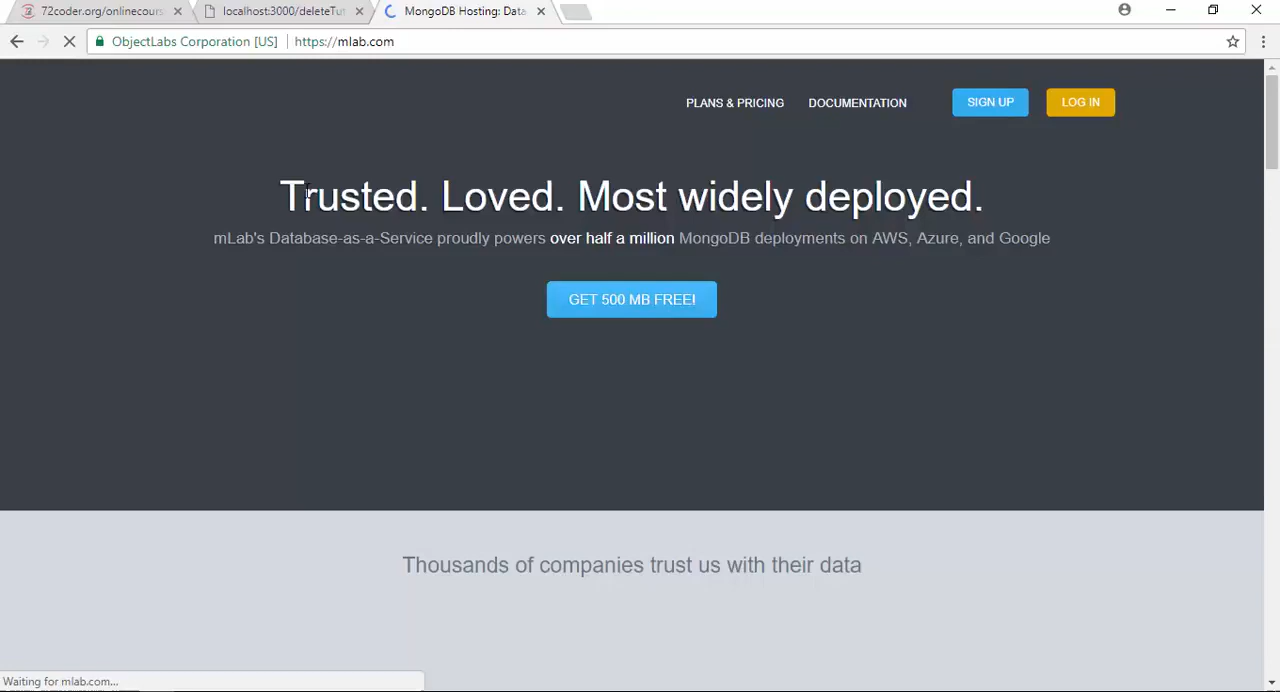 72coder.org/onlinecours
localhost:3000/deleteTut
MongoDB Hosting: Data
ObjectLabs Corporation [US]
https://mlab.com
PLANS & PRICING
DOCUMENTATION
SIGN UP
LOG IN
Trusted. Loved. Most widely deployed.
mLab's Database-as-a-Service proudly powers over half a million MongoDB deployments on AWS, Azure, and Google
GET 500 MB FREE!
Thousands of companies trust us with their data
Waiting for mlab.com...